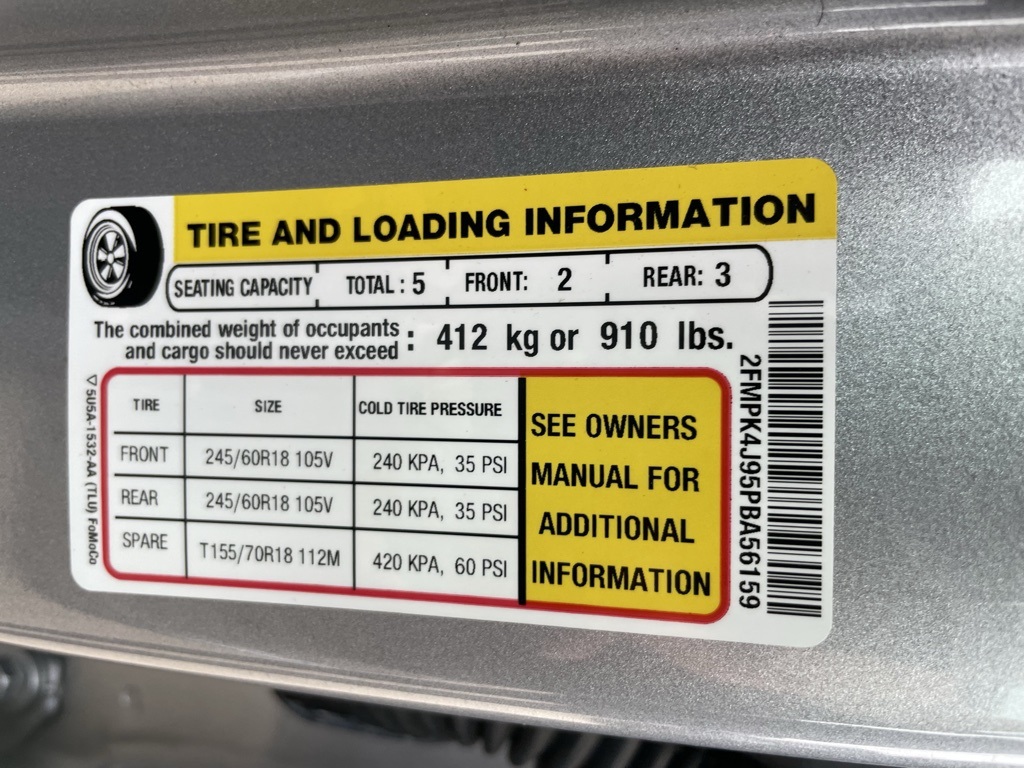 TIRE AND LOADING INFORMATION
SEATING CAPACITY TOTAL : 5 FRONT: 2 REAR: 3
The combined weight of occupants
and cargo should never exceed : 412 kg or 910 lbs.
TIRE SIZE COLD TIRE PRESSURE
FRONT 245/60R18 105V 240 KPA, 35 PSI
REAR 245/60R18 105V 240 KPA, 35 PSI
SPARE T155/70R18 112M 420 KPA, 60 PSI
SEE OWNERS
MANUAL FOR
ADDITIONAL
INFORMATION
▽ 5U5A-1532-AA (TLU) FoMoCo
2FMPK4J95PBA56159